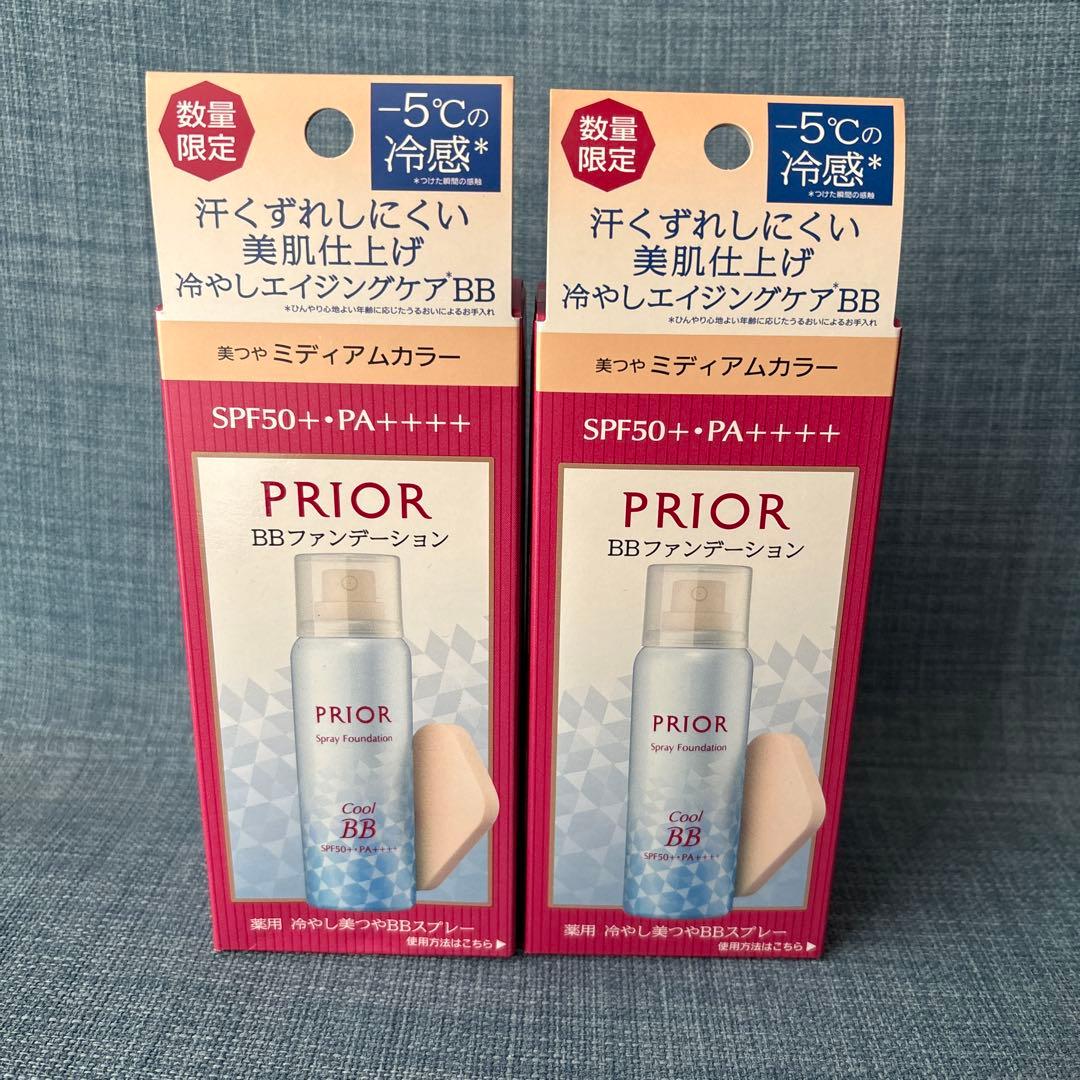 数量
限定
-5℃の
冷感*
*つけた瞬間の感触
汗くずれしにくい
美肌仕上げ
冷やしエイジングケア*BB
*ひんやり心地よい年齢に応じたうるおいによるお手入れ
美つや ミディアムカラー
SPF50+・PA++++
PRIOR
BBファンデーション
PRIOR
Spray Foundation
Cool
BB
SPF50+・PA++++
薬用 冷やし美つやBBスプレー
使用方法はこちら▶
数量
限定
-5℃の
冷感*
*つけた瞬間の感触
汗くずれしにくい
美肌仕上げ
冷やしエイジングケア*BB
*ひんやり心地よい年齢に応じたうるおいによるお手入れ
美つや ミディアムカラー
SPF50+・PA++++
PRIOR
BBファンデーション
PRIOR
Spray Foundation
Cool
BB
SPF50+・PA++++
薬用 冷やし美つやBBスプレー
使用方法はこちら▶